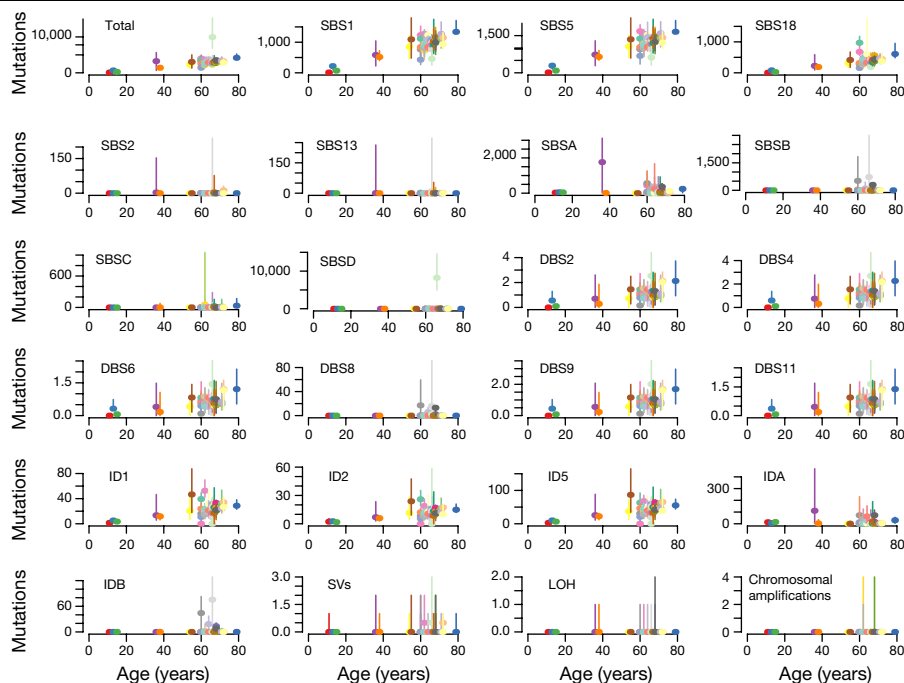 Mutations
Total
10,000
0
0 20 40 60 80
SBS1
1,000
0
0 20 40 60 80
SBS5
1,500
0
0 20 40 60 80
SBS18
1,000
0
0 20 40 60 80
Mutations
SBS2
150
0
0 20 40 60 80
SBS13
150
0
0 20 40 60 80
SBSA
2,000
0
0 20 40 60 80
SBSB
1,500
0
0 20 40 60 80
Mutations
SBSC
600
0
0 20 40 60 80
SBSD
10,000
0
0 20 40 60 80
DBS2
4
2
0
0 20 40 60 80
DBS4
4
2
0
0 20 40 60 80
Mutations
DBS6
1.5
0.0
0 20 40 60 80
DBS8
80
40
0
0 20 40 60 80
DBS9
2.0
0.0
0 20 40 60 80
DBS11
1.5
0.0
0 20 40 60 80
Mutations
ID1
80
40
0
0 20 40 60 80
ID2
60
30
0
0 20 40 60 80
ID5
100
0
0 20 40 60 80
IDA
300
0
0 20 40 60 80
Mutations
IDB
60
0
0 20 40 60 80
Age (years)
SVs
3.0
1.5
0.0
0 20 40 60 80
Age (years)
LOH
2.0
1.0
0.0
0 20 40 60 80
Age (years)
Chromosomal
amplifications
4
2
0
0 20 40 60 80
Age (years)